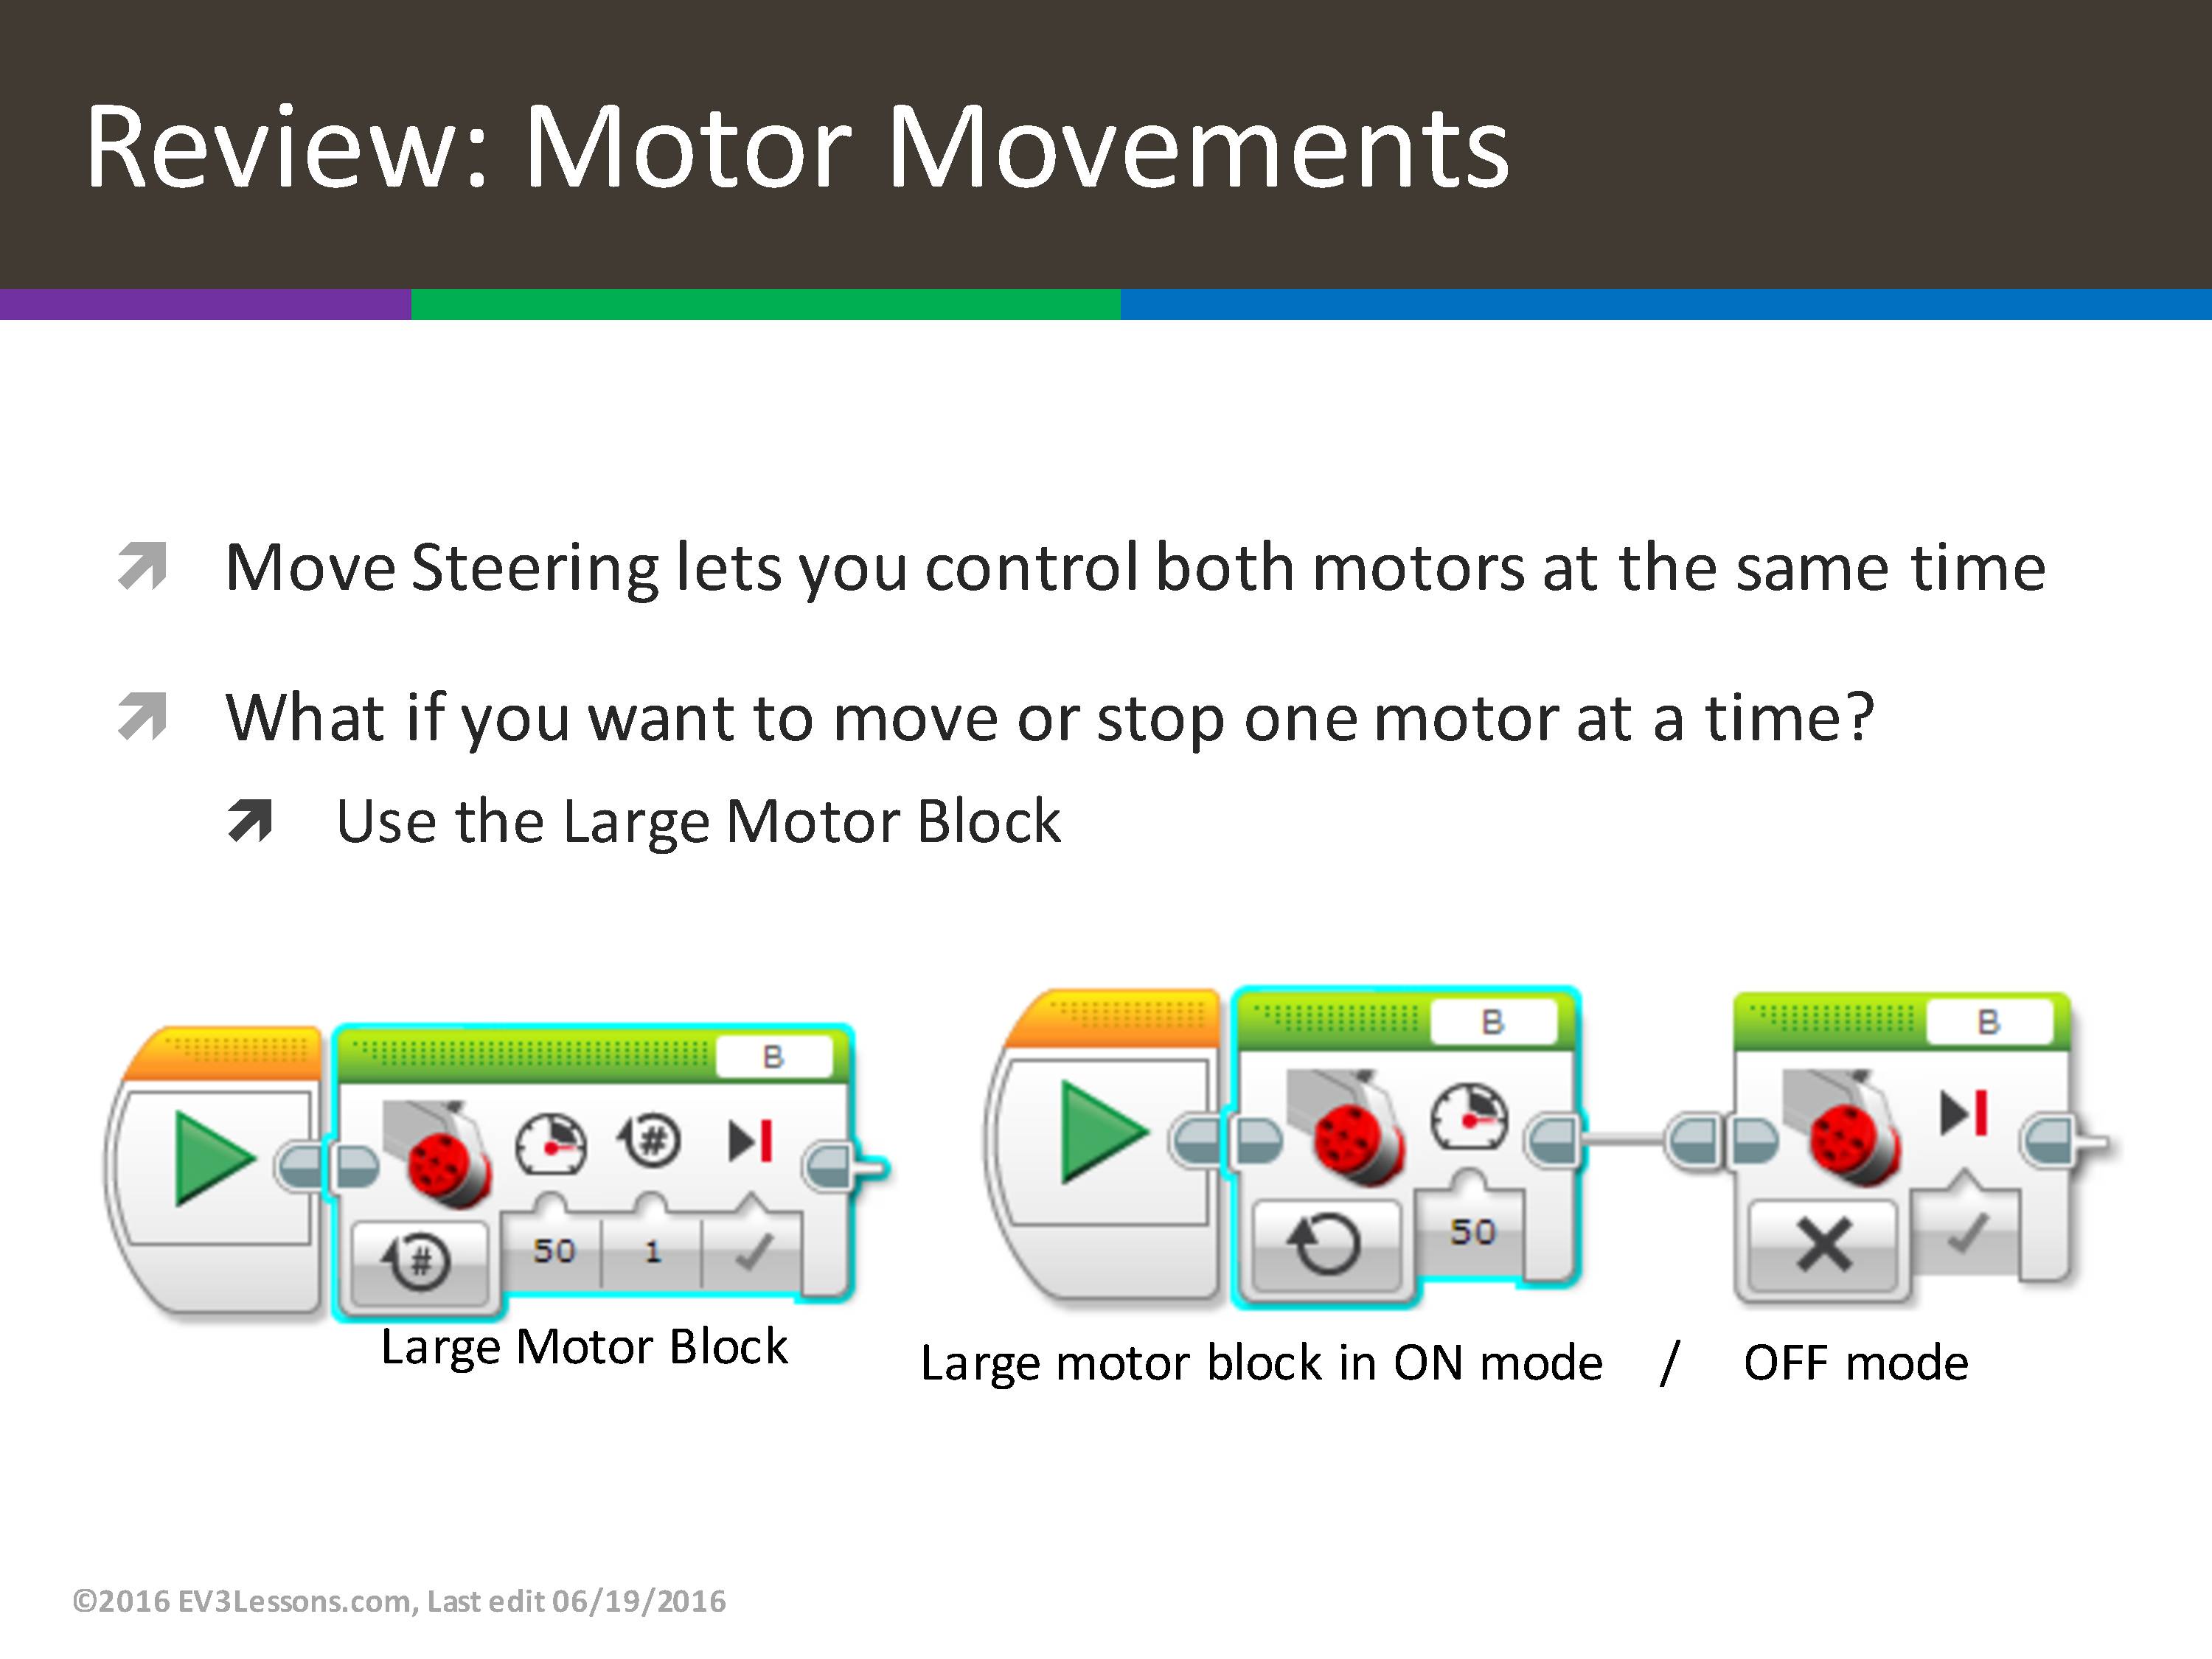 Review: Motor Movements
Move Steering lets you control both motors at the same time
What if you want to move or stop one motor at a time?
Use the Large Motor Block
B
#
#
50 1
Large Motor Block
B
50
B
Large motor block in ON mode / OFF mode
©2016 EV3Lessons.com, Last edit 06/19/2016